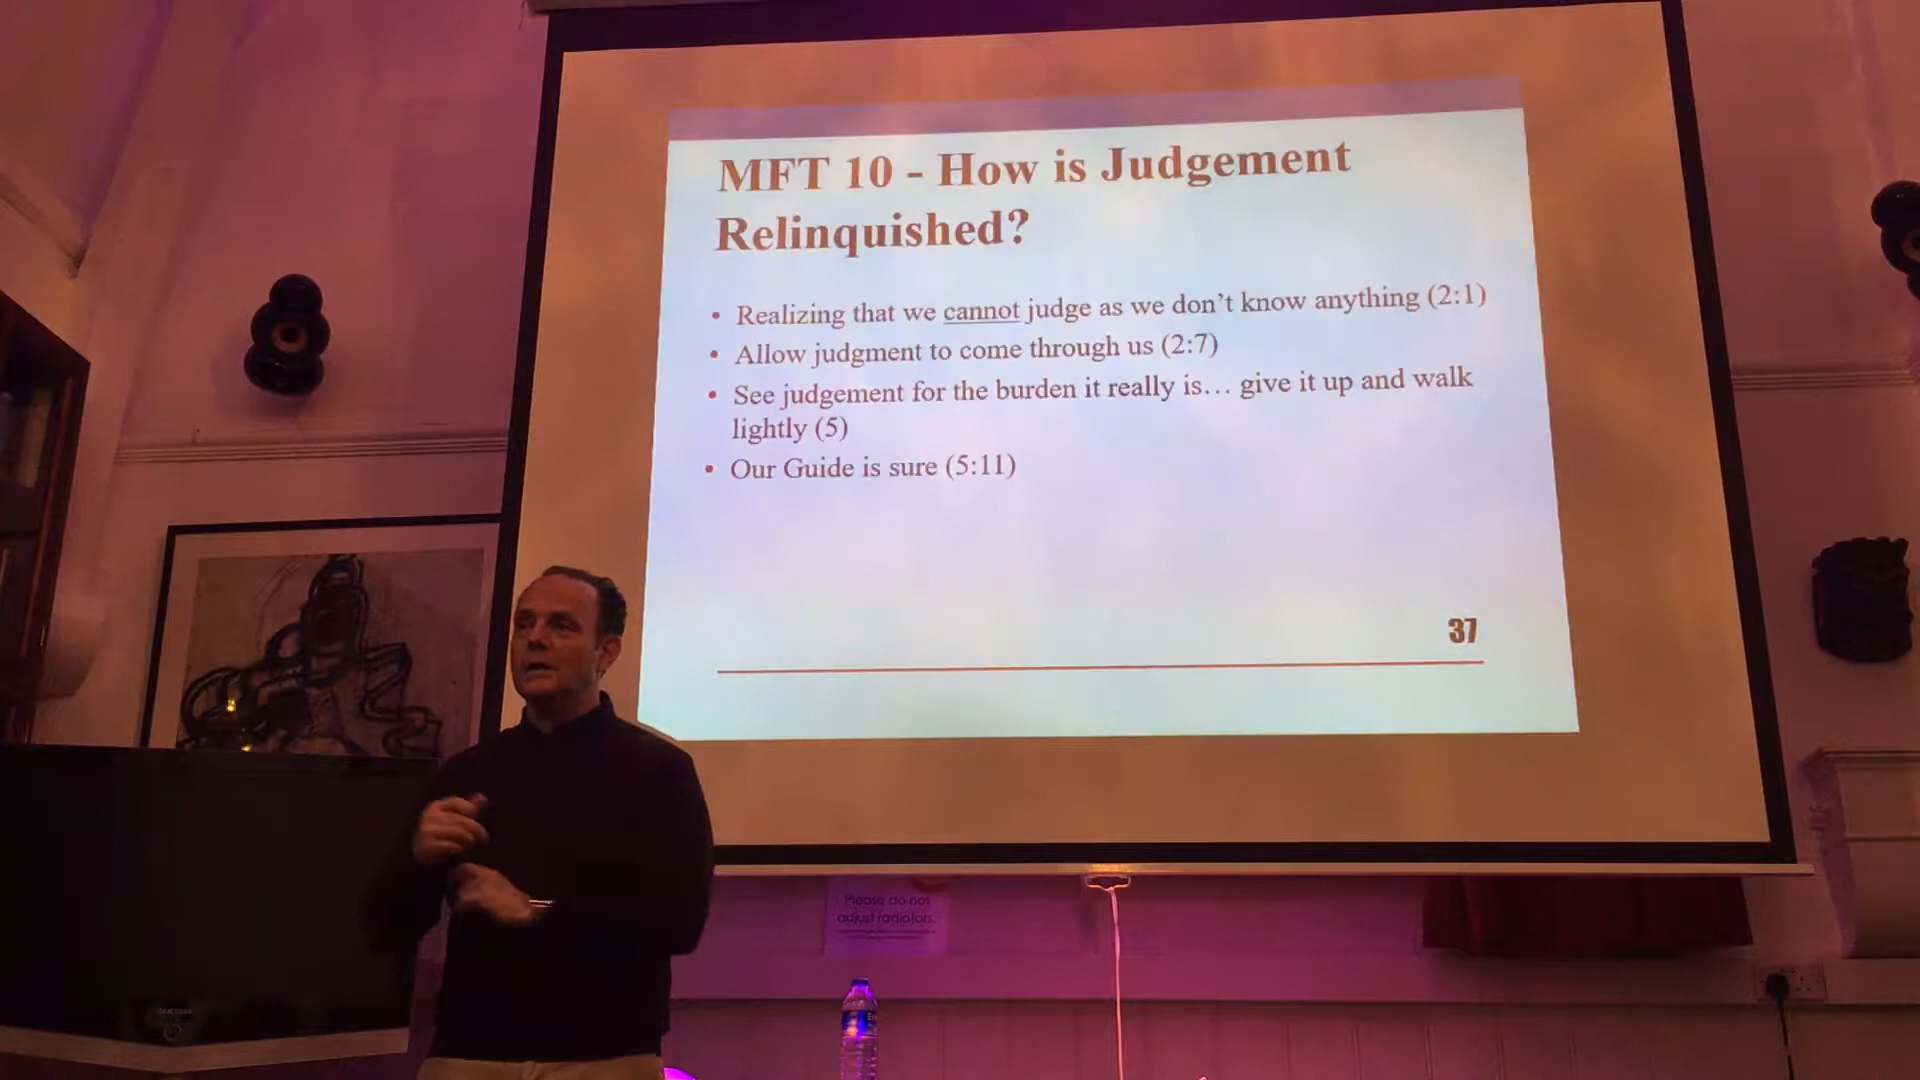 MFT 10 - How is Judgement
Relinquished?
• Realizing that we cannot judge as we don’t know anything (2:1)
• Allow judgment to come through us (2:7)
• See judgement for the burden it really is… give it up and walk
lightly (5)
• Our Guide is sure (5:11)
37
Please do not
adjust radiators.